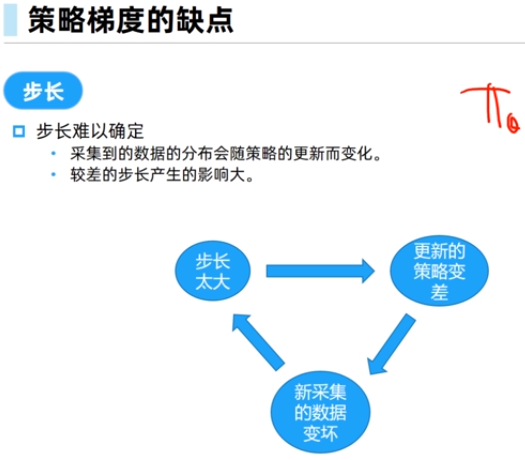 策略梯度的缺点
步长
πθ
步长难以确定
采集到的数据的分布会随策略的更新而变化。
较差的步长产生的影响大。
步长
太大
更新的
策略变
差
新采集
的数据
变坏